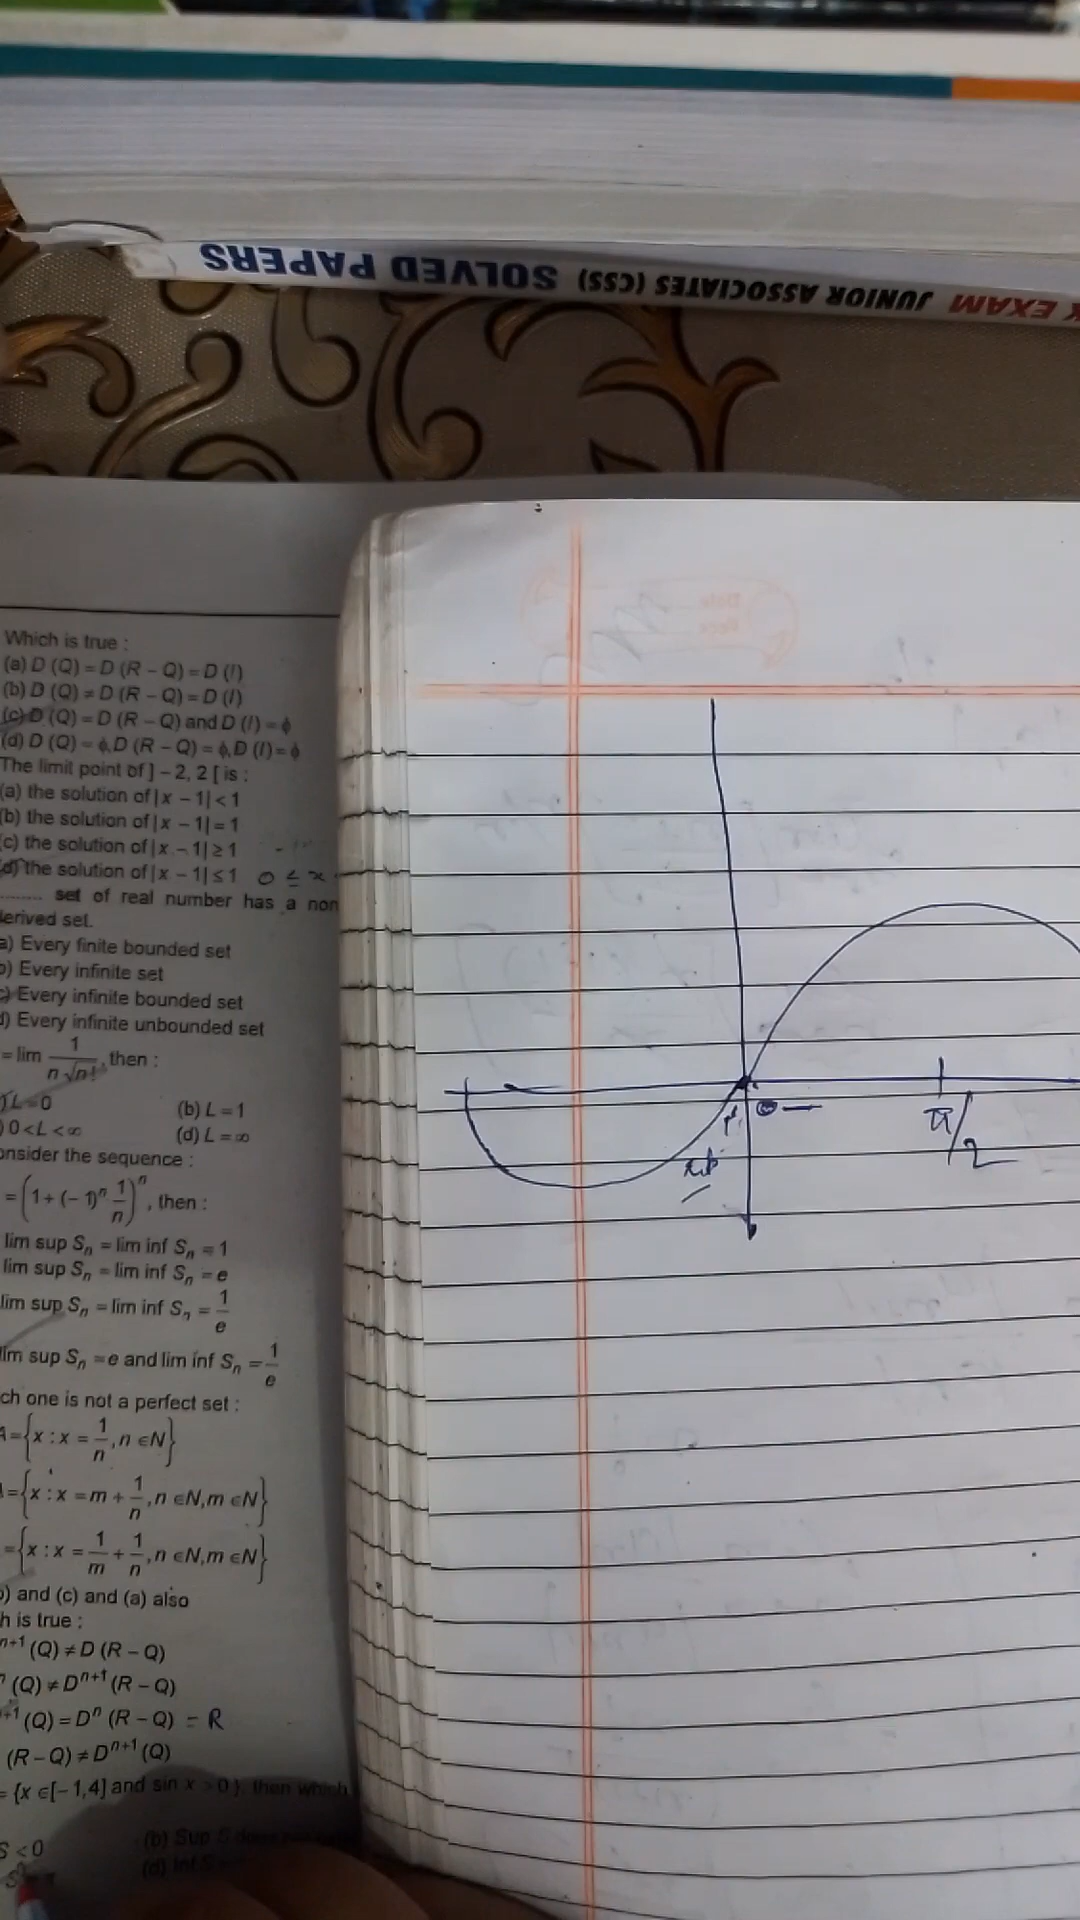 K EXAM JUNIOR ASSOCIATES (CSS) SOLVED PAPERS
Which is true :
(a) D (Q) = D (R – Q) = D (I)
(b) D (Q) ≠ D (R – Q) = D (I)
(c) D (Q) = D (R – Q) and D (I) = ϕ
(d) D (Q) = ϕ, D (R – Q) = ϕ, D (I) = ϕ
The limit point of ] – 2, 2 [ is :
(a) the solution of |x – 1| < 1
(b) the solution of |x – 1| = 1
(c) the solution of |x – 1| ≥ 1
(d) the solution of |x – 1| ≤ 1 0 ≤ x
........ set of real number has a non
derived set.
a) Every finite bounded set
b) Every infinite set
c) Every infinite bounded set
d) Every infinite unbounded set
= lim 1/n√n!, then :
) L = 0 (b) L = 1
) 0 < L < ∞ (d) L = ∞
onsider the sequence :
= (1 + (– 1)ⁿ 1/n)ⁿ, then :
lim sup Sₙ = lim inf Sₙ = 1
lim sup Sₙ = lim inf Sₙ = e
lim sup Sₙ = lim inf Sₙ = 1/e
lim sup Sₙ = e and lim inf Sₙ = 1/e
ch one is not a perfect set :
A = {x : x = 1/n, n ∈ N}
= {x : x = m + 1/n, n ∈ N, m ∈ N}
= {x : x = 1/m + 1/n, n ∈ N, m ∈ N}
b) and (c) and (a) also
h is true :
n+1 (Q) ≠ D (R – Q)
(Q) ≠ Dⁿ⁺¹ (R – Q)
+1 (Q) = Dⁿ (R – Q) = R
(R – Q) ≠ Dⁿ⁺¹ (Q)
= {x ∈ [– 1, 4] and sin x > 0}, then which
S < 0 (b) Sup S
(d) Inf S
π/2